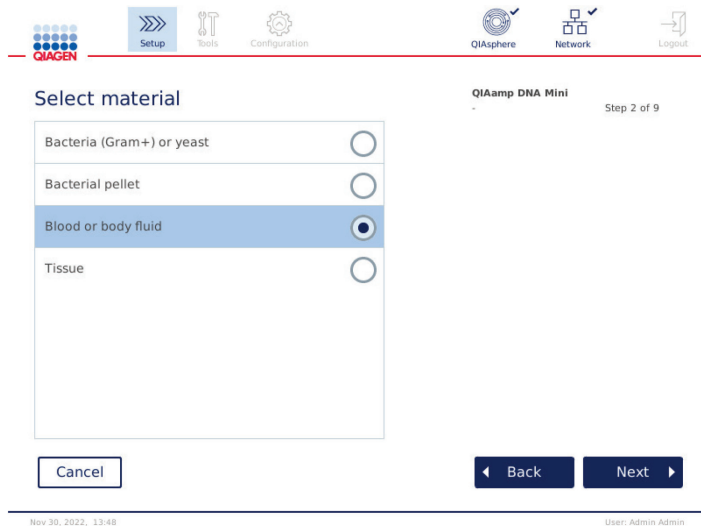 QIAGEN
Setup
Tools
Configuration
QIAsphere
Network
Logout
Select material
QIAamp DNA Mini
-
Step 2 of 9
Bacteria (Gram+) or yeast
Bacterial pellet
Blood or body fluid
Tissue
Cancel
Back
Next
Nov 30, 2022, 13:48
User: Admin Admin